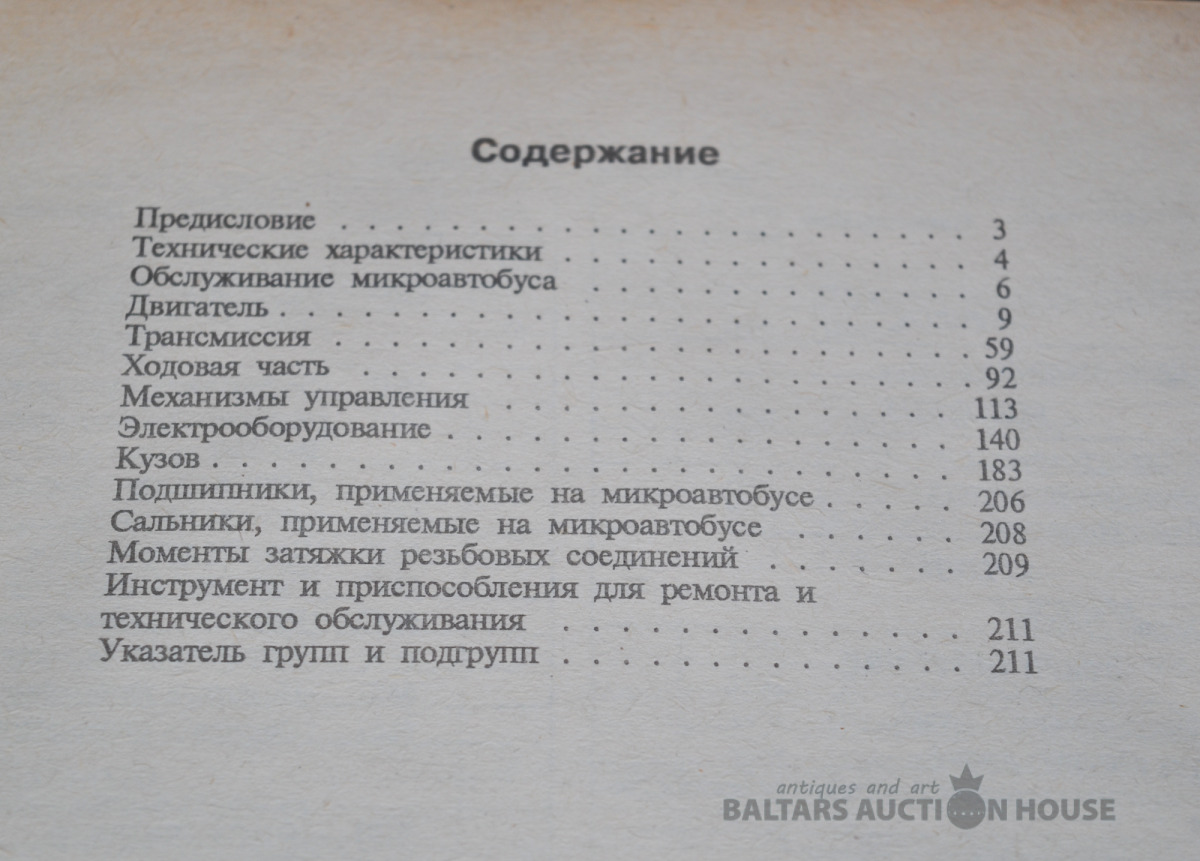 Содержание
Предисловие . . . . . . . . . . . . . . . . . . . . . . 3
Технические характеристики . . . . . . . . . . . . . . 4
Обслуживание микроавтобуса . . . . . . . . . . . . . 6
Двигатель . . . . . . . . . . . . . . . . . . . . . . . . 9
Трансмиссия . . . . . . . . . . . . . . . . . . . . . . 59
Ходовая часть . . . . . . . . . . . . . . . . . . . . . 92
Механизмы управления . . . . . . . . . . . . . . . . 113
Электрооборудование . . . . . . . . . . . . . . . . . . 140
Кузов . . . . . . . . . . . . . . . . . . . . . . . . . . 183
Подшипники, применяемые на микроавтобусе . . . . . 206
Сальники, применяемые на микроавтобусе . . . . . . 208
Моменты затяжки резьбовых соединений . . . . . . . 209
Инструмент и приспособления для ремонта и
технического обслуживания . . . . . . . . . . . . . . 211
Указатель групп и подгрупп . . . . . . . . . . . . . . 211
antiques and art
BALTARS AUCTION HOUSE